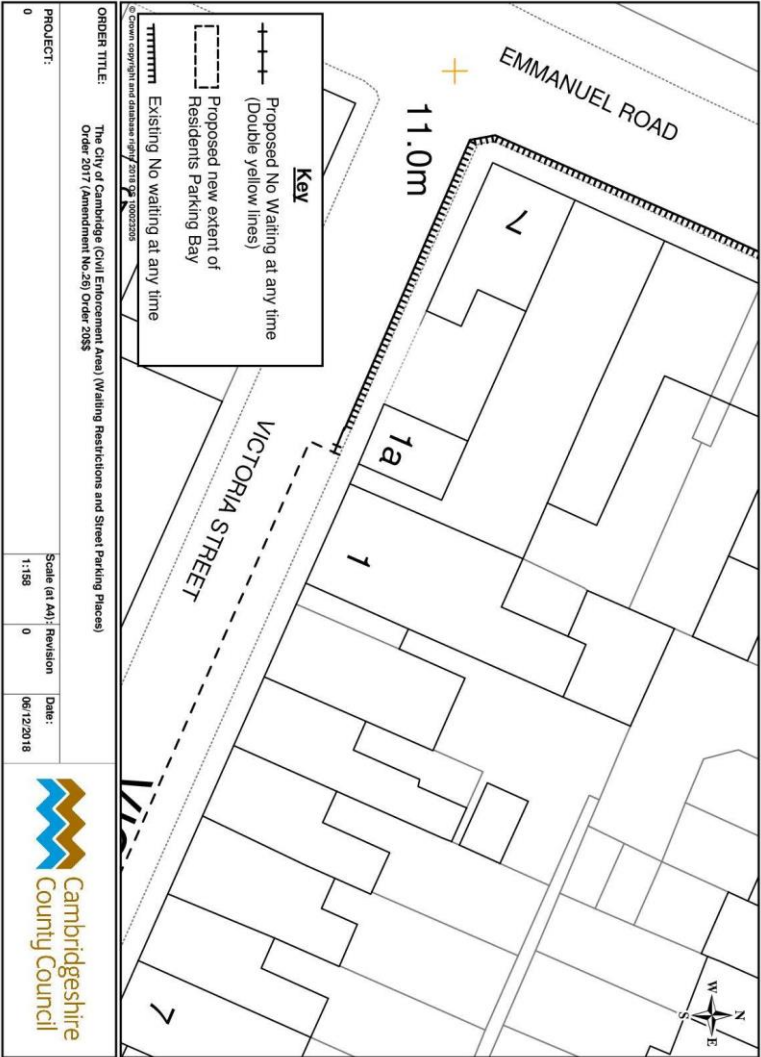 EMMANUEL ROAD
11.0m
7
1a
1
7
VICTORIA STREET
N
W
E
S
Key
Proposed No Waiting at any time
(Double yellow lines)
Proposed new extent of
Residents Parking Bay
Existing No waiting at any time
© Crown copyright and database rights 2018 OS 100023205
ORDER TITLE:
The City of Cambridge (Civil Enforcement Area) (Waiting Restrictions and Street Parking Places)
Order 2017 (Amendment No.26) Order 20$$
PROJECT:
0
Scale (at A4):
1:158
Revision
0
Date:
06/12/2018
Cambridgeshire
County Council